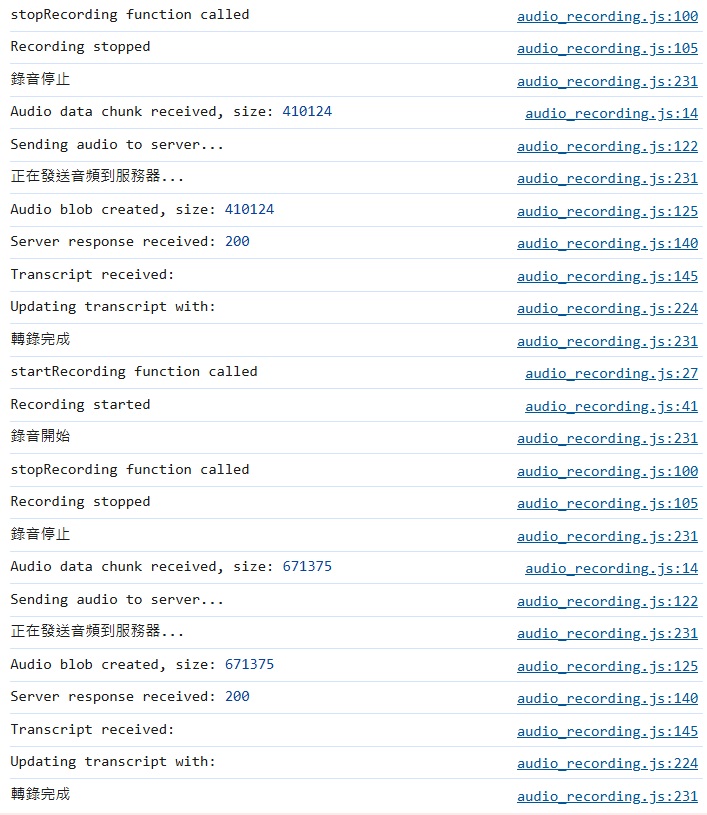 stopRecording function called audio_recording.js:100
Recording stopped audio_recording.js:105
錄音停止 audio_recording.js:231
Audio data chunk received, size: 410124 audio_recording.js:14
Sending audio to server... audio_recording.js:122
正在發送音頻到服務器... audio_recording.js:231
Audio blob created, size: 410124 audio_recording.js:125
Server response received: 200 audio_recording.js:140
Transcript received: audio_recording.js:145
Updating transcript with: audio_recording.js:224
轉錄完成 audio_recording.js:231
startRecording function called audio_recording.js:27
Recording started audio_recording.js:41
錄音開始 audio_recording.js:231
stopRecording function called audio_recording.js:100
Recording stopped audio_recording.js:105
錄音停止 audio_recording.js:231
Audio data chunk received, size: 671375 audio_recording.js:14
Sending audio to server... audio_recording.js:122
正在發送音頻到服務器... audio_recording.js:231
Audio blob created, size: 671375 audio_recording.js:125
Server response received: 200 audio_recording.js:140
Transcript received: audio_recording.js:145
Updating transcript with: audio_recording.js:224
轉錄完成 audio_recording.js:231